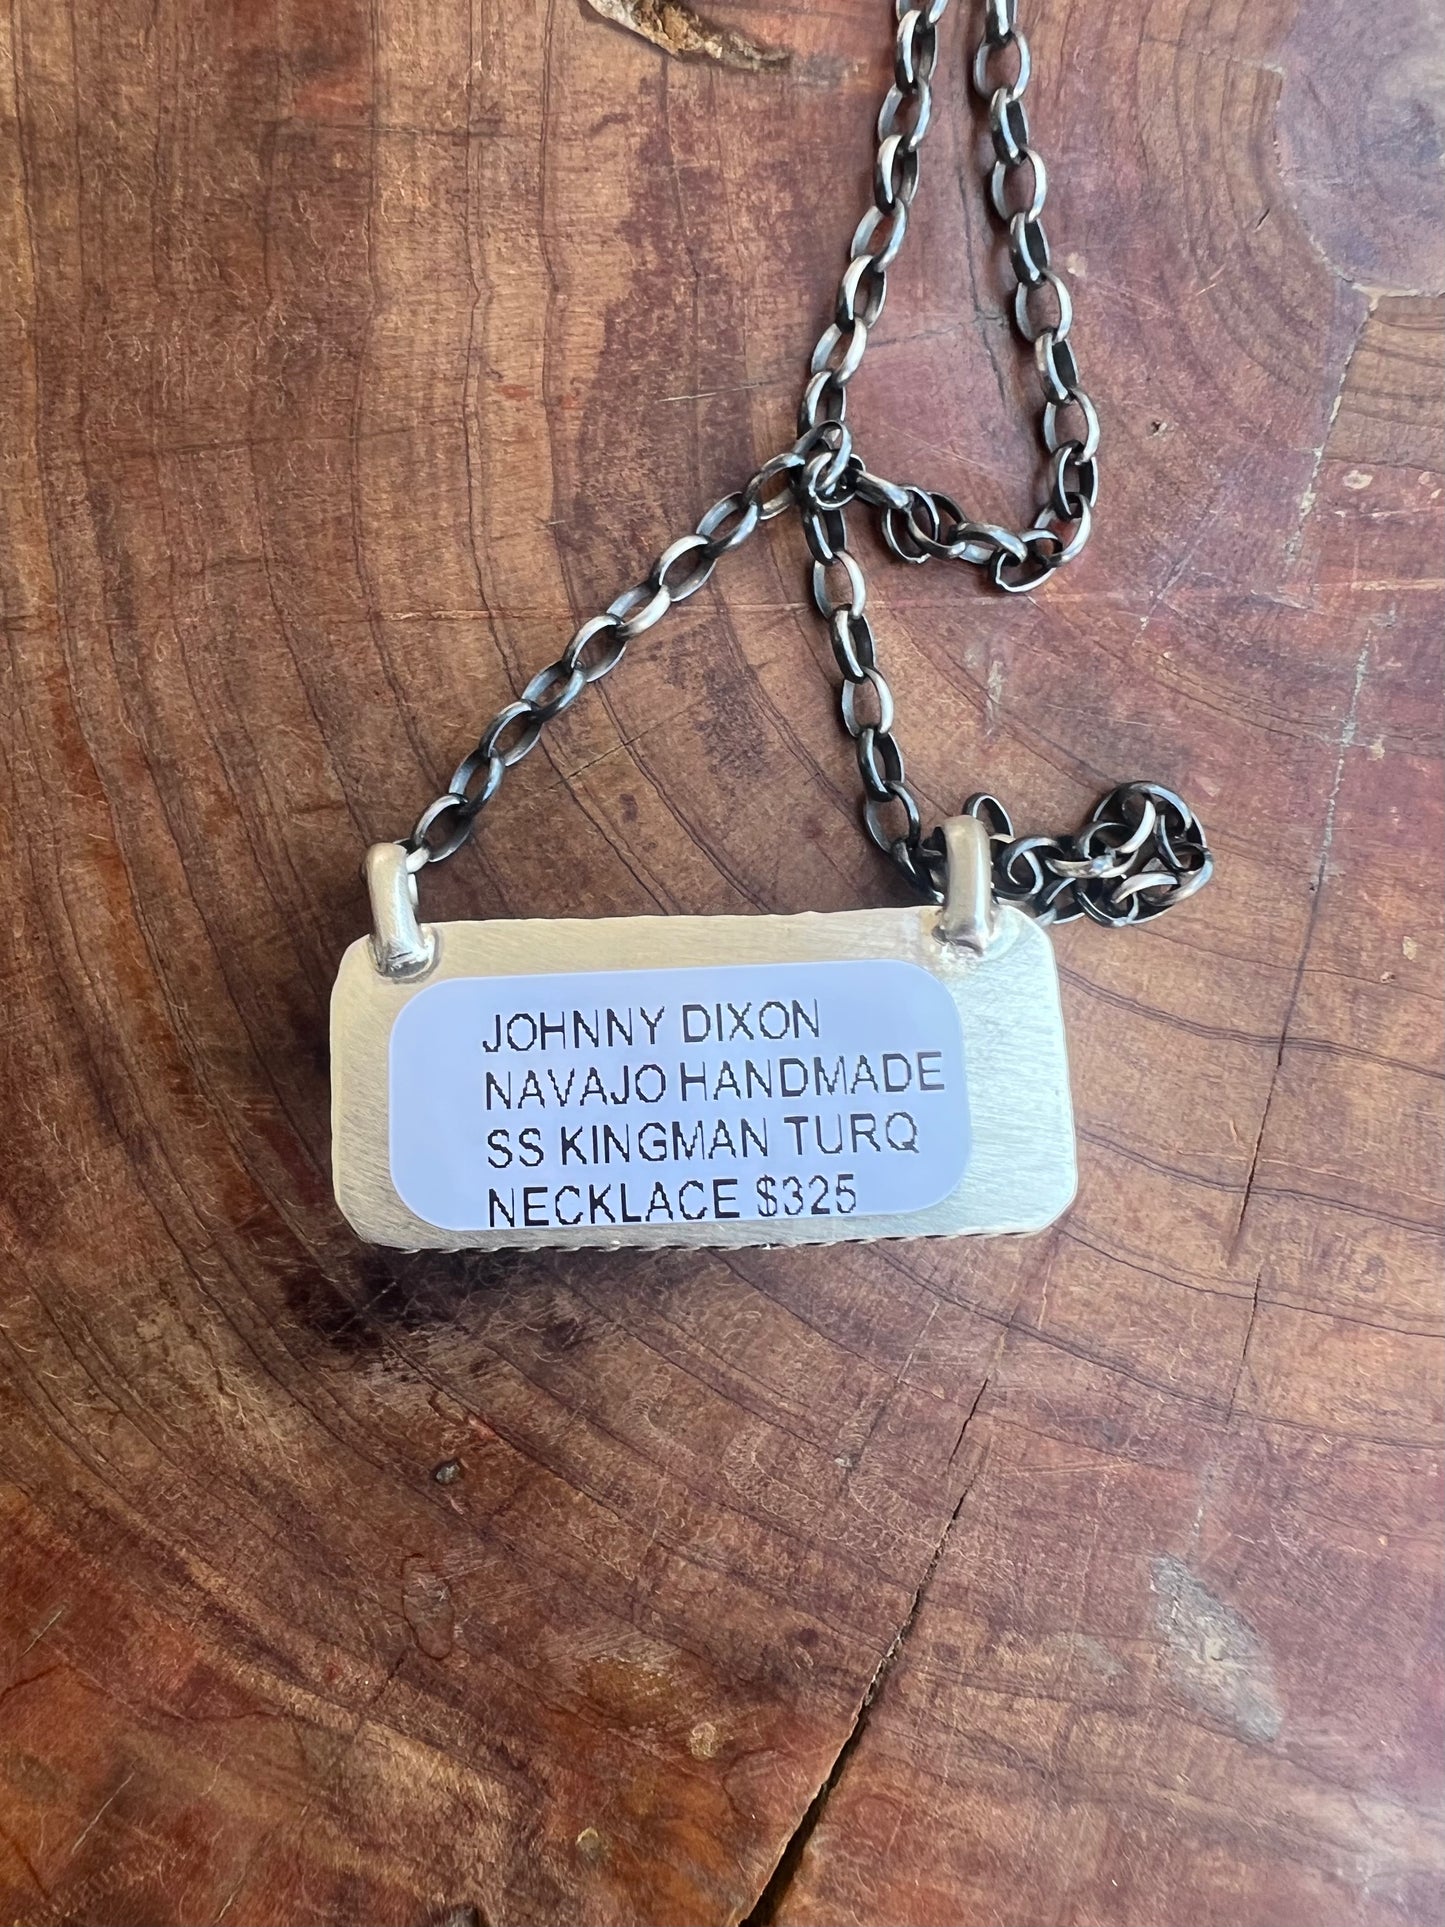 JOHNNY DIXON
NAVAJO HANDMADE
SS KINGMAN TURQ
NECKLACE $325